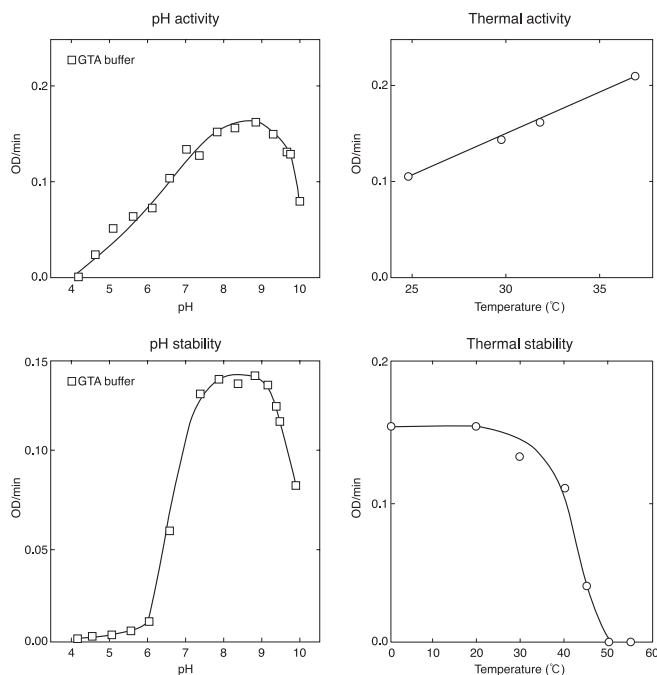 pH activity
GTA buffer
OD/min
0.2
0.1
0.0
4 5 6 7 8 9 10
pH
Thermal activity
OD/min
0.2
0.1
0.0
25 30 35
Temperature (℃)
pH stability
GTA buffer
OD/min
0.15
0.10
0.05
0.00
4 5 6 7 8 9 10
pH
Thermal stability
OD/min
0.2
0.1
0.0
0 10 20 30 40 50 60
Temperature (℃)